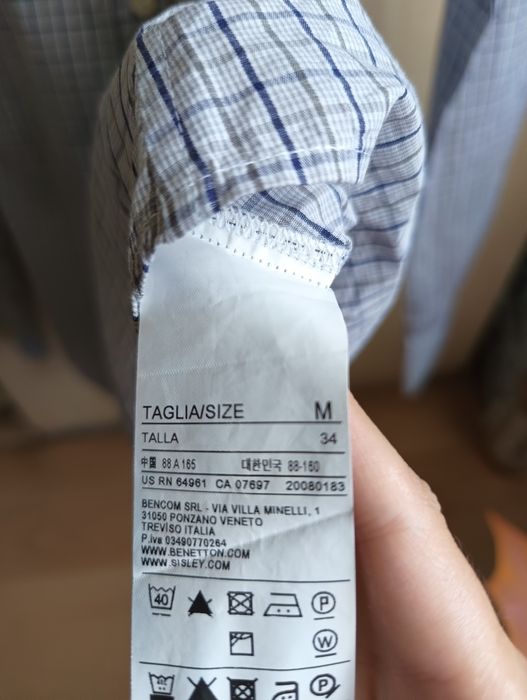 TAGLIA/SIZE M
TALLA 34
中国 88 A 165 대한민국 88-160
US RN 64961 CA 07697 20080183
BENCOM SRL - VIA VILLA MINELLI, 1
31050 PONZANO VENETO
TREVISO ITALIA
P.iva 03490770264
WWW.BENETTON.COM
WWW.SISLEY.COM
40 P
W